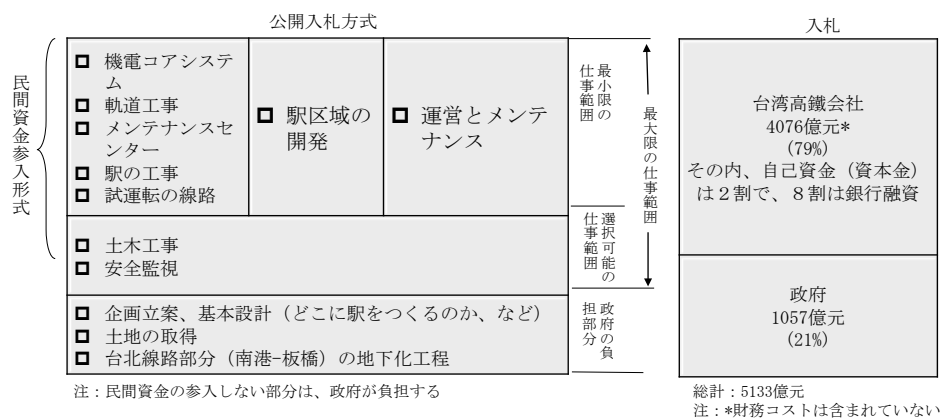 公開入札方式
入札
民間資金参入形式
機電コアシステ
ム
軌道工事
メンテナンスセ
ンター
駅の工事
試運転の線路
駅区域の
開発
運営とメンテ
ナンス
最小限の
仕事範囲
最大限の仕事範囲
土木工事
安全監視
選択可能の
仕事範囲
企画立案、基本設計（どこに駅をつくるのか、など）
土地の取得
台北線路部分（南港-板橋）の地下化工程
政府の負
担部分
注：民間資金の参入しない部分は、政府が負担する
台湾高鐵会社
4076億元*
(79%)
その内、自己資金（資本金）
は２割で、８割は銀行融資
政府
1057億元
(21%)
総計：5133億元
注：*財務コストは含まれていない